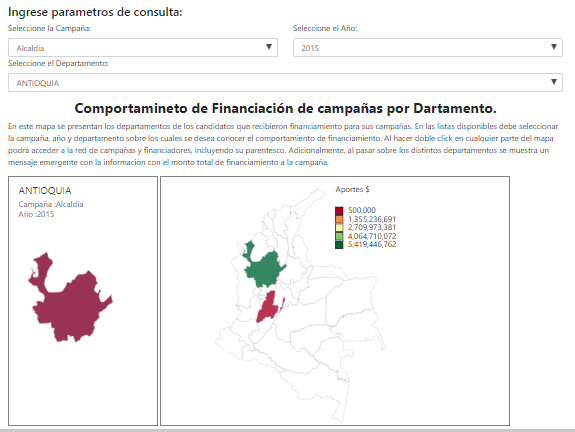 Ingrese parametros de consulta:
Seleccione la Campaña:
Seleccione el Año:
Alcaldia
2015
Seleccione el Departamento:
ANTIOQUIA
Comportamineto de Financiación de campañas por Dartamento.
En este mapa se presentan los departamentos de los candidatos que recibieron financiamiento para sus campañas. En las listas disponibles debe seleccionar
la campaña, año y departamento sobre los cuales se desea conocer el comportamiento de financiamiento. Al hacer doble click en cualquier parte del mapa
podrá acceder a la red de campañas y financiadores, incluyendo su parentesco. Adicionalmente, al pasar sobre los distintos departamentos se muestra un
mensaje emergente con la información con el monto total de financiamiento a la campaña.
ANTIOQUIA
Campaña :Alcaldia
Año :2015
Aportes $
500,000
1,355,236,691
2,709,973,381
4,064,710,072
5,419,446,762